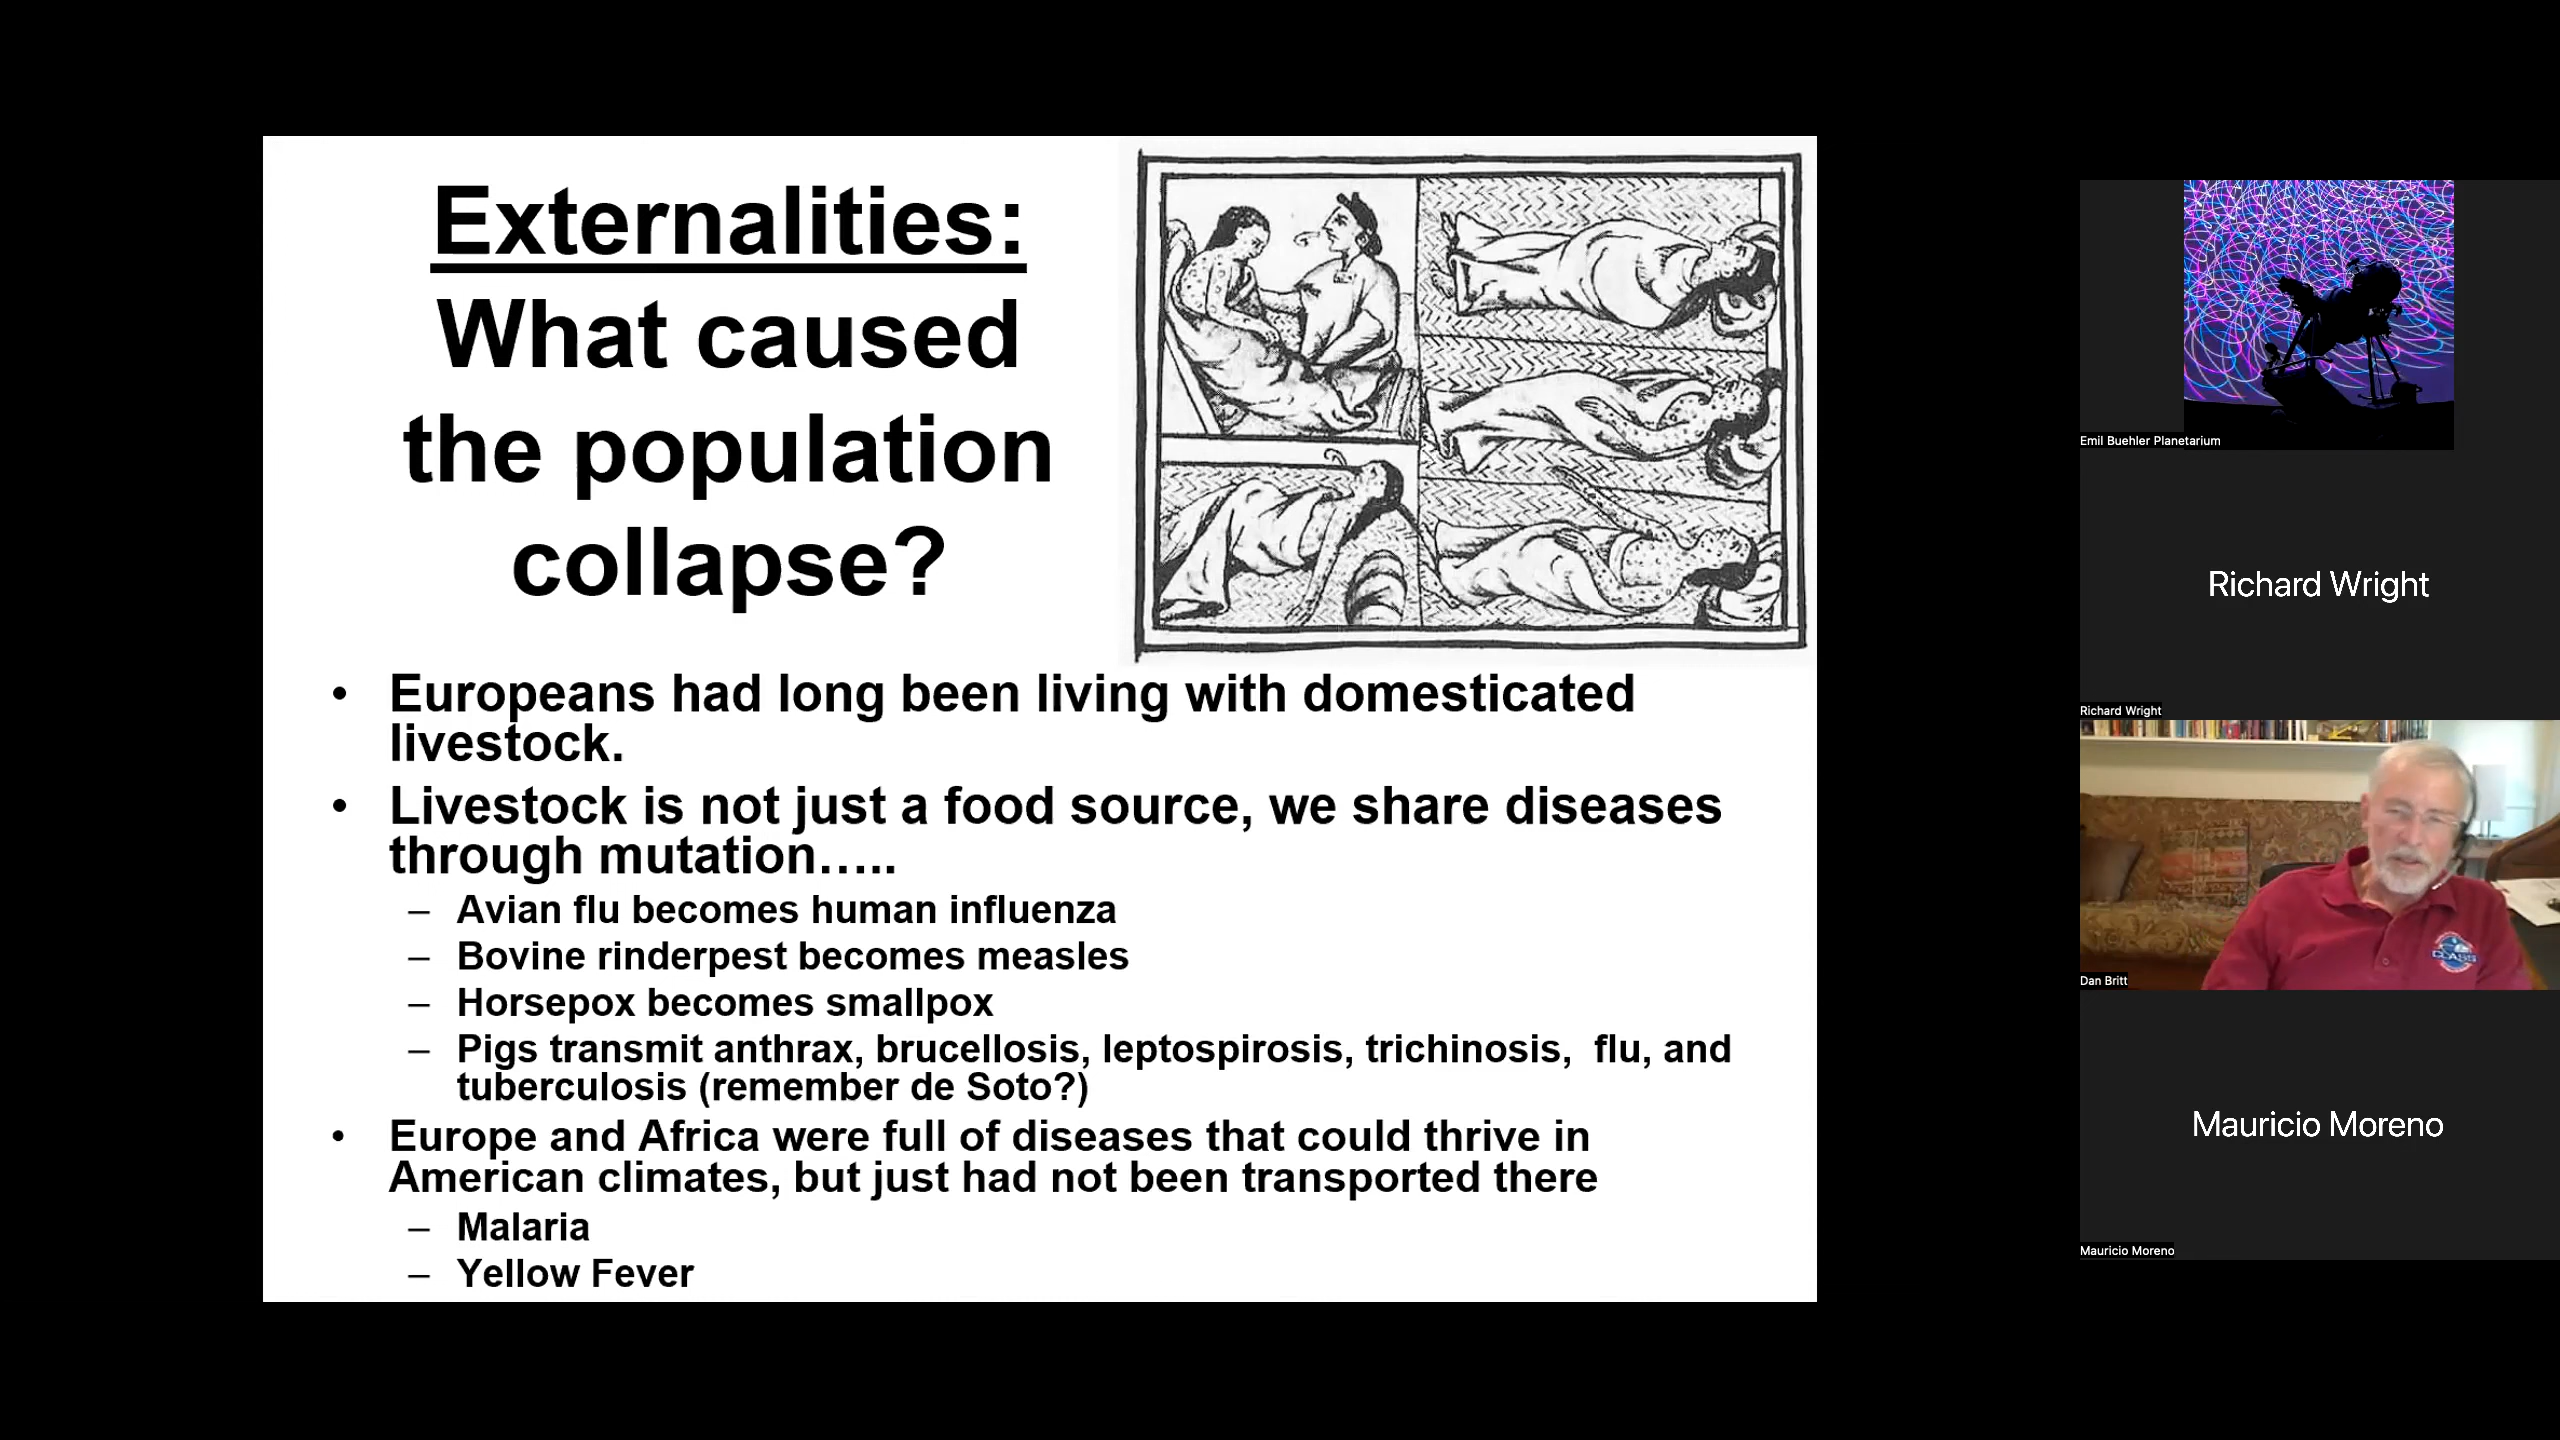 Externalities:
What caused
the population
collapse?
• Europeans had long been living with domesticated
livestock.
• Livestock is not just a food source, we share diseases
through mutation…..
– Avian flu becomes human influenza
– Bovine rinderpest becomes measles
– Horsepox becomes smallpox
– Pigs transmit anthrax, brucellosis, leptospirosis, trichinosis,  flu, and
tuberculosis (remember de Soto?)
• Europe and Africa were full of diseases that could thrive in
American climates, but just had not been transported there
– Malaria
– Yellow Fever
Emil Buehler Planetarium
Richard Wright
Richard Wright
CLASS
Dan Britt
Mauricio Moreno
Mauricio Moreno